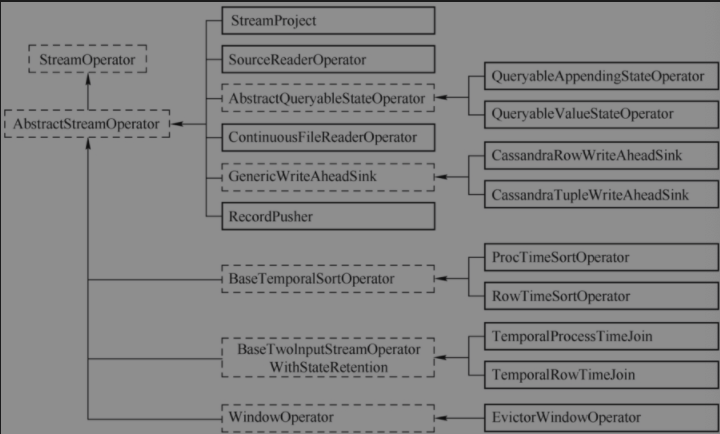 StreamProject
StreamOperator
SourceReaderOperator
QueryableAppendingStateOperator
AbstractQueryableStateOperator
QueryableValueStateOperator
AbstractStreamOperator
ContinuousFileReaderOperator
CassandraRowWriteAheadSink
GenericWriteAheadSink
CassandraTupleWriteAheadSink
RecordPusher
ProcTimeSortOperator
BaseTemporalSortOperator
RowTimeSortOperator
TemporalProcessTimeJoin
BaseTwoInputStreamOperator
WithStateRetention
TemporalRowTimeJoin
WindowOperator
EvictorWindowOperator